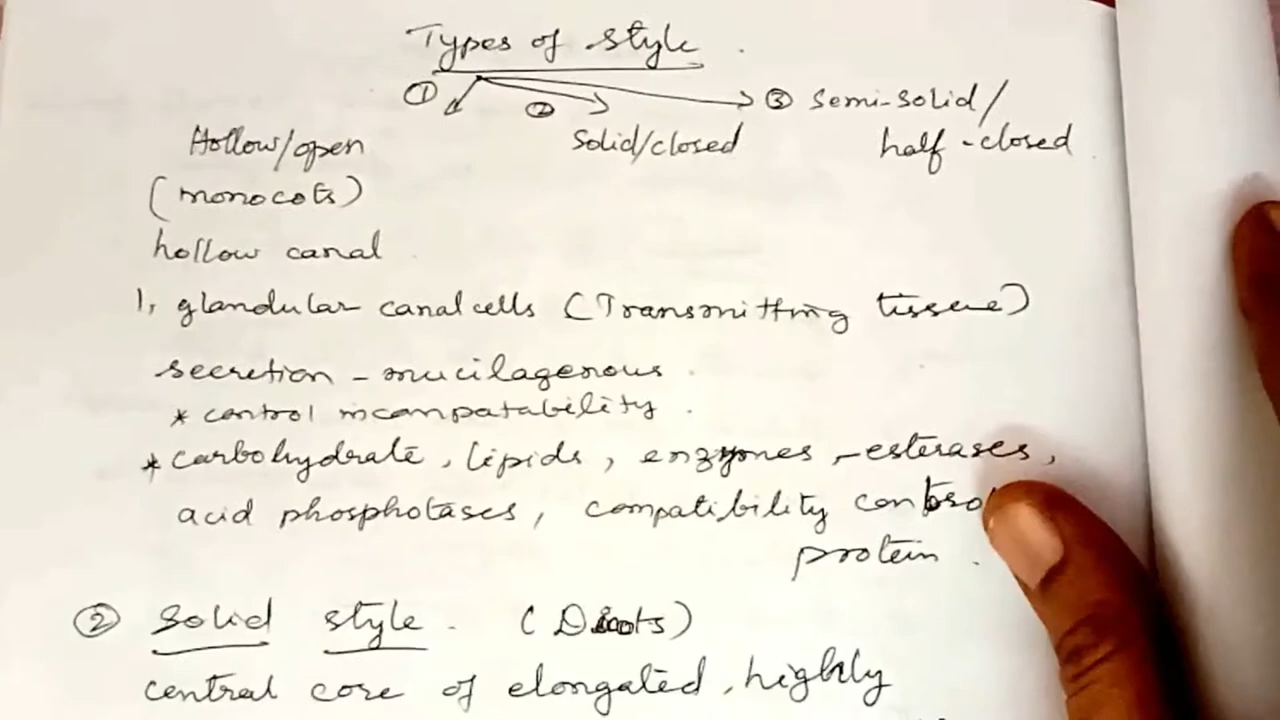 Types of style .
① ② ③ semi-solid/
Hollow/open solid/closed half-closed
(monocots)
hollow canal
1, glandular canal cells (Transmitting tissue)
secretion - mucilagenous
* control incompatability .
* carbohydrate, lipids, enzymes, -esterases,
acid phosphotases, compatibility control
protein .
② Solid style . (Dicots)
central core of elongated, highly